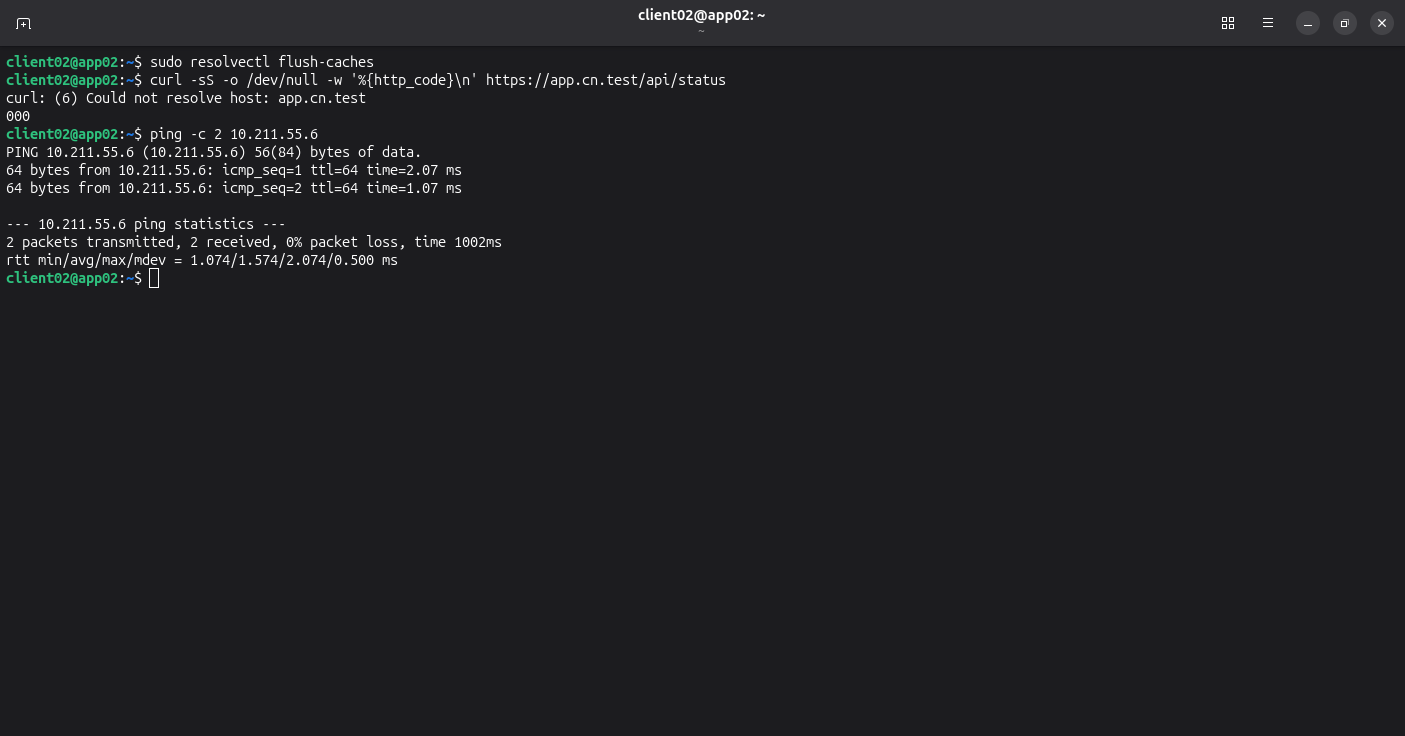 client02@app02: ~
~
client02@app02:~$ sudo resolvectl flush-caches
client02@app02:~$ curl -sS -o /dev/null -w '%{http_code}\n' https://app.cn.test/api/status
curl: (6) Could not resolve host: app.cn.test
000
client02@app02:~$ ping -c 2 10.211.55.6
PING 10.211.55.6 (10.211.55.6) 56(84) bytes of data.
64 bytes from 10.211.55.6: icmp_seq=1 ttl=64 time=2.07 ms
64 bytes from 10.211.55.6: icmp_seq=2 ttl=64 time=1.07 ms

--- 10.211.55.6 ping statistics ---
2 packets transmitted, 2 received, 0% packet loss, time 1002ms
rtt min/avg/max/mdev = 1.074/1.574/2.074/0.500 ms
client02@app02:~$